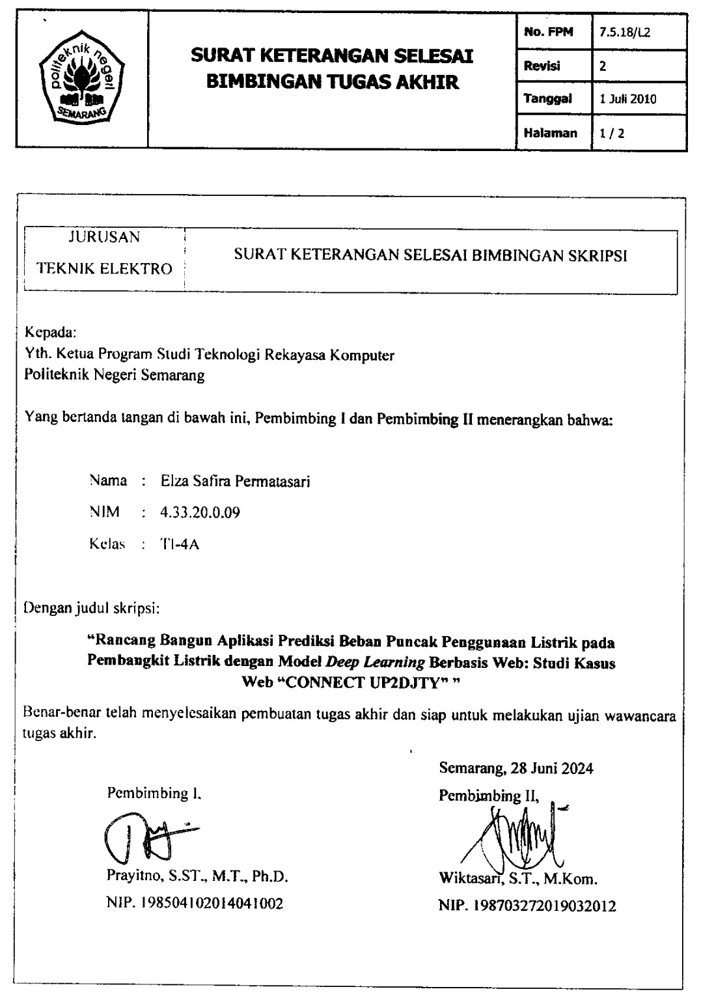 politeknik negeri
SEMARANG
SURAT KETERANGAN SELESAI
BIMBINGAN TUGAS AKHIR
No. FPM 7.5.18/L2
Revisi 2
Tanggal 1 Juli 2010
Halaman 1 / 2
JURUSAN
TEKNIK ELEKTRO
SURAT KETERANGAN SELESAI BIMBINGAN SKRIPSI
Kepada:
Yth. Ketua Program Studi Teknologi Rekayasa Komputer
Politeknik Negeri Semarang
Yang bertanda tangan di bawah ini, Pembimbing I dan Pembimbing II menerangkan bahwa:
Nama : Elza Safira Permatasari
NIM : 4.33.20.0.09
Kelas : TI-4A
Dengan judul skripsi:
“Rancang Bangun Aplikasi Prediksi Beban Puncak Penggunaan Listrik pada
Pembangkit Listrik dengan Model Deep Learning Berbasis Web: Studi Kasus
Web “CONNECT UP2DJTY” ”
Benar-benar telah menyelesaikan pembuatan tugas akhir dan siap untuk melakukan ujian wawancara
tugas akhir.
Semarang, 28 Juni 2024
Pembimbing I, Pembimbing II,
Prayitno, S.ST., M.T., Ph.D. Wiktasari, S.T., M.Kom.
NIP. 198504102014041002 NIP. 198703272019032012